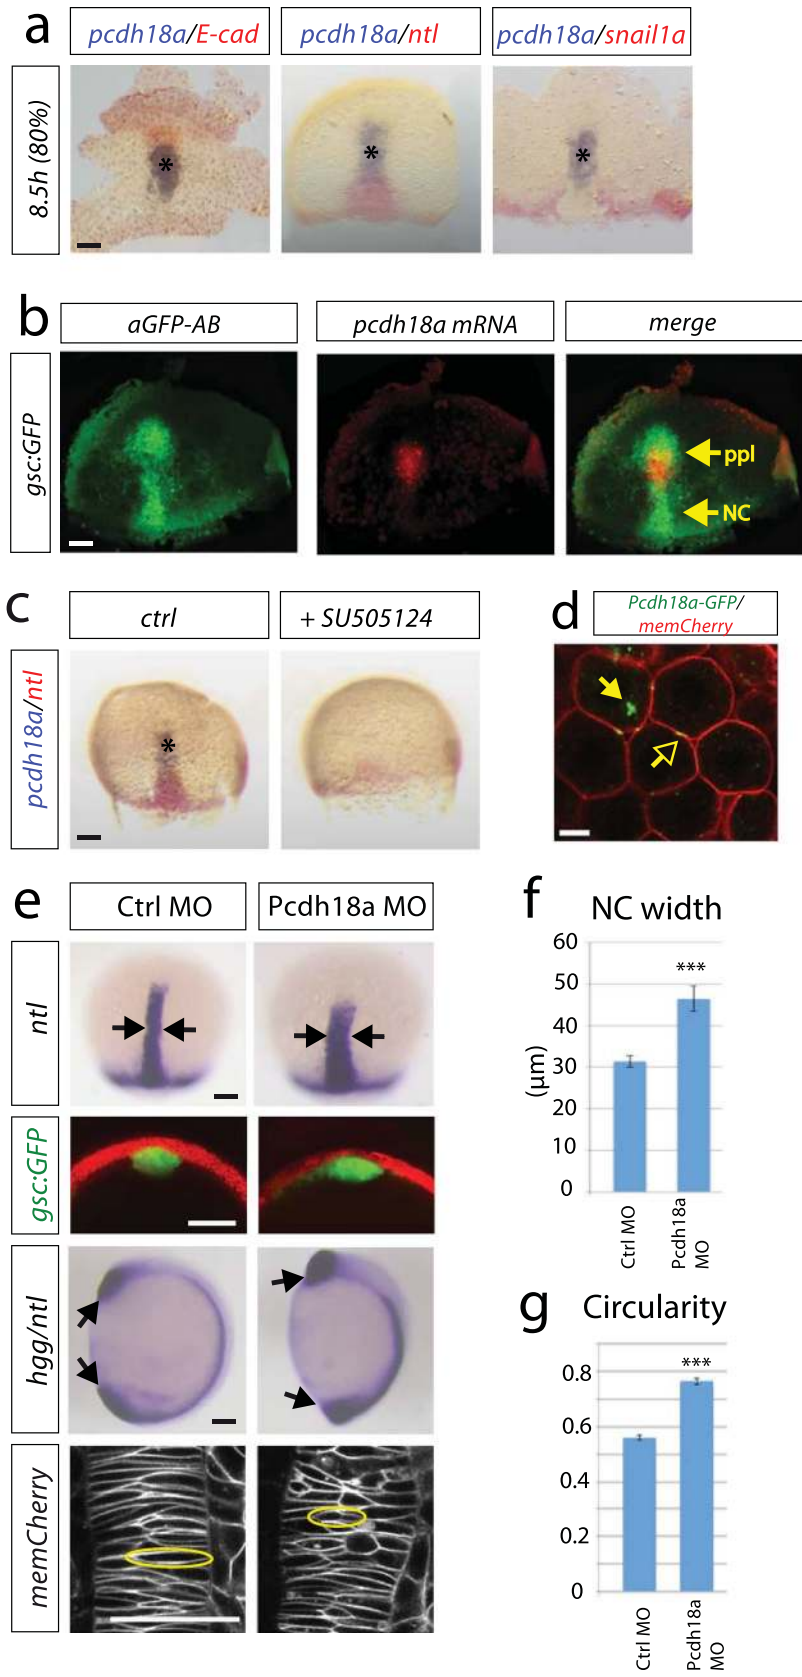 a
pcdh18a/E-cad
pcdh18a/ntl
pcdh18a/snail1a
8.5h (80%)
*
*
*
b
aGFP-AB
pcdh18a mRNA
merge
gsc:GFP
ppl
NC
c
ctrl
+ SU505124
pcdh18a/ntl
*
d
Pcdh18a-GFP/
memCherry
e
Ctrl MO
Pcdh18a MO
ntl
gsc:GFP
hgg/ntl
memCherry
f
NC width
60
50
40
30
20
10
0
(µm)
***
Ctrl MO
Pcdh18a
MO
g
Circularity
0.8
0.6
0.4
0.2
0
***
Ctrl MO
Pcdh18a
MO